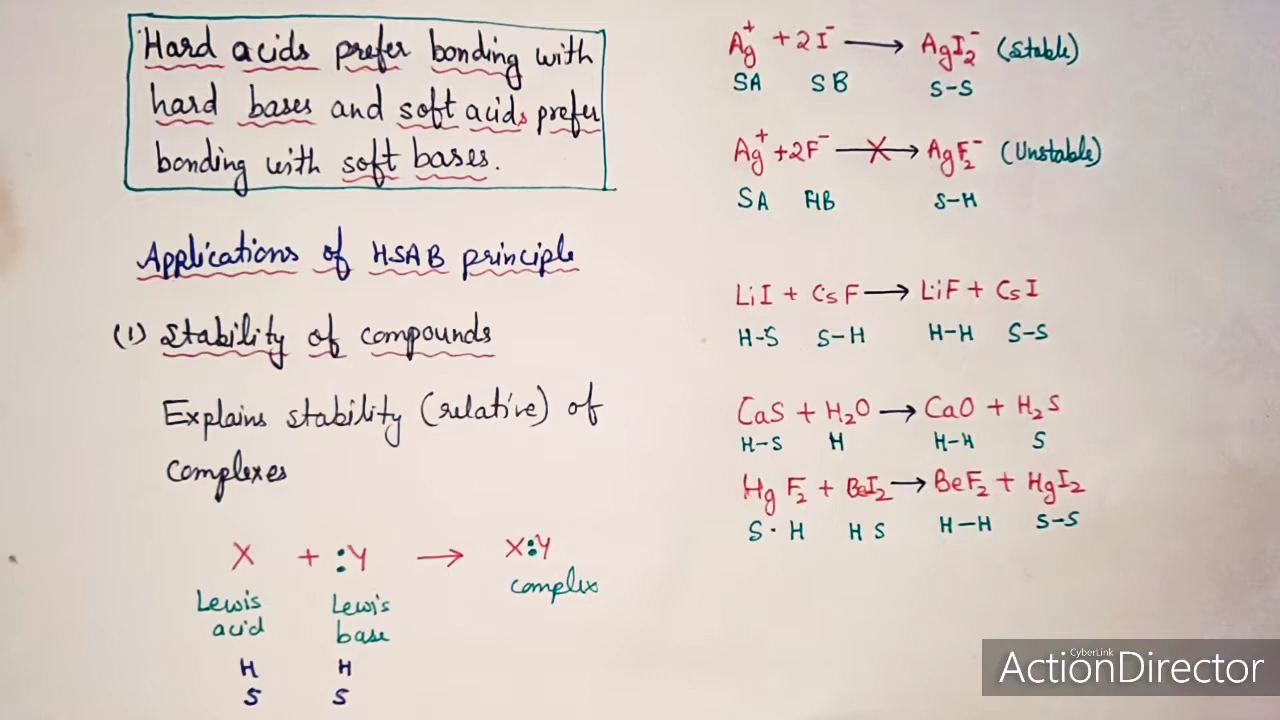 Hard acids prefer bonding with
hard bases and soft acids prefer
bonding with soft bases.
Applications of HSAB principle
(1) Stability of compounds
Explains stability (relative) of
complexes
X + :Y → X:Y
Lewis acid Lewis base complex
H H
S S
Ag⁺ + 2I⁻ → AgI₂⁻ (Stable)
SA SB S-S
Ag⁺ + 2F⁻ → AgF₂⁻ (Unstable)
SA HB S-H
LiI + CsF → LiF + CsI
H-S S-H H-H S-S
CaS + H₂O → CaO + H₂S
H-S H H-H S
HgF₂ + BeI₂ → BeF₂ + HgI₂
S·H H S H-H S-S
CyberLink
ActionDirector